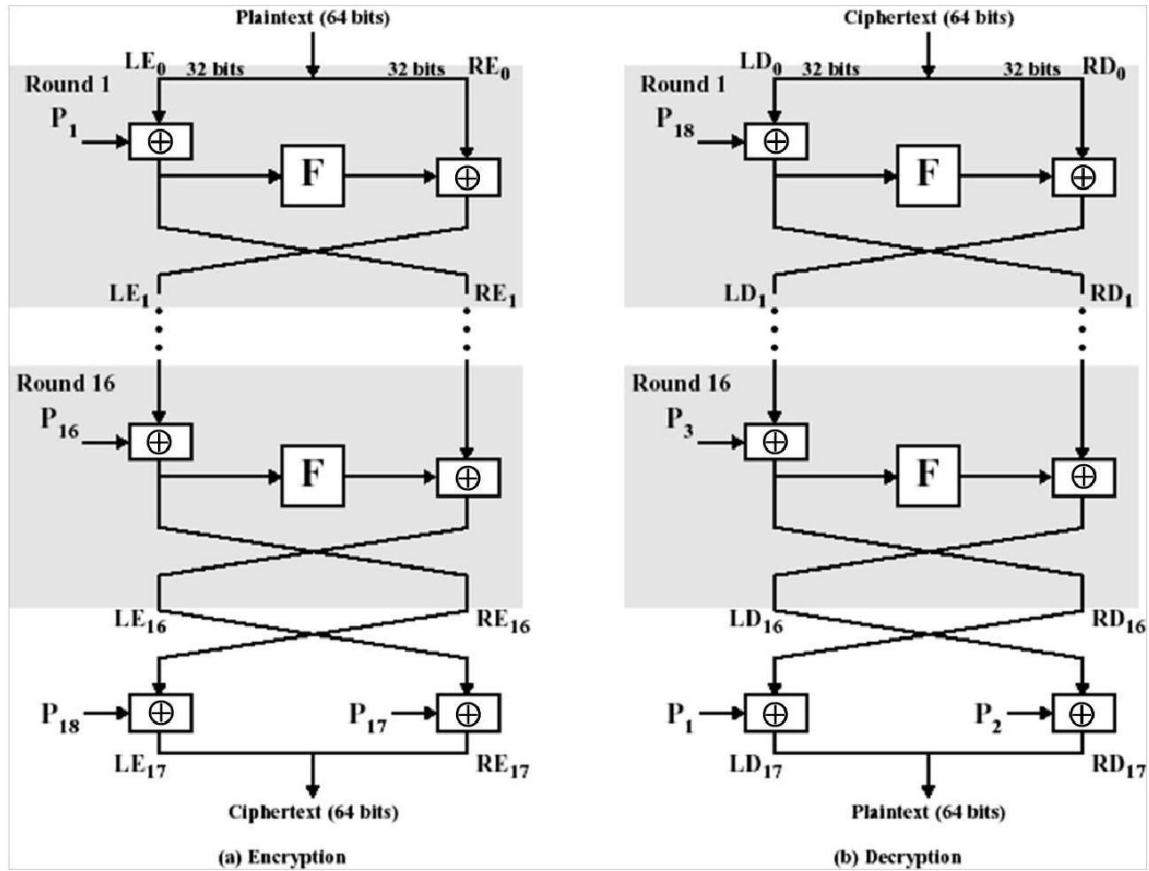 Plaintext (64 bits)
LE0 32 bits 32 bits RE0
Round 1
P1
F
LE1 RE1
Round 16
P16
F
LE16 RE16
P18 P17
LE17 RE17
Ciphertext (64 bits)
(a) Encryption
Ciphertext (64 bits)
LD0 32 bits 32 bits RD0
Round 1
P18
F
LD1 RD1
Round 16
P3
F
LD16 RD16
P1 P2
LD17 RD17
Plaintext (64 bits)
(b) Decryption